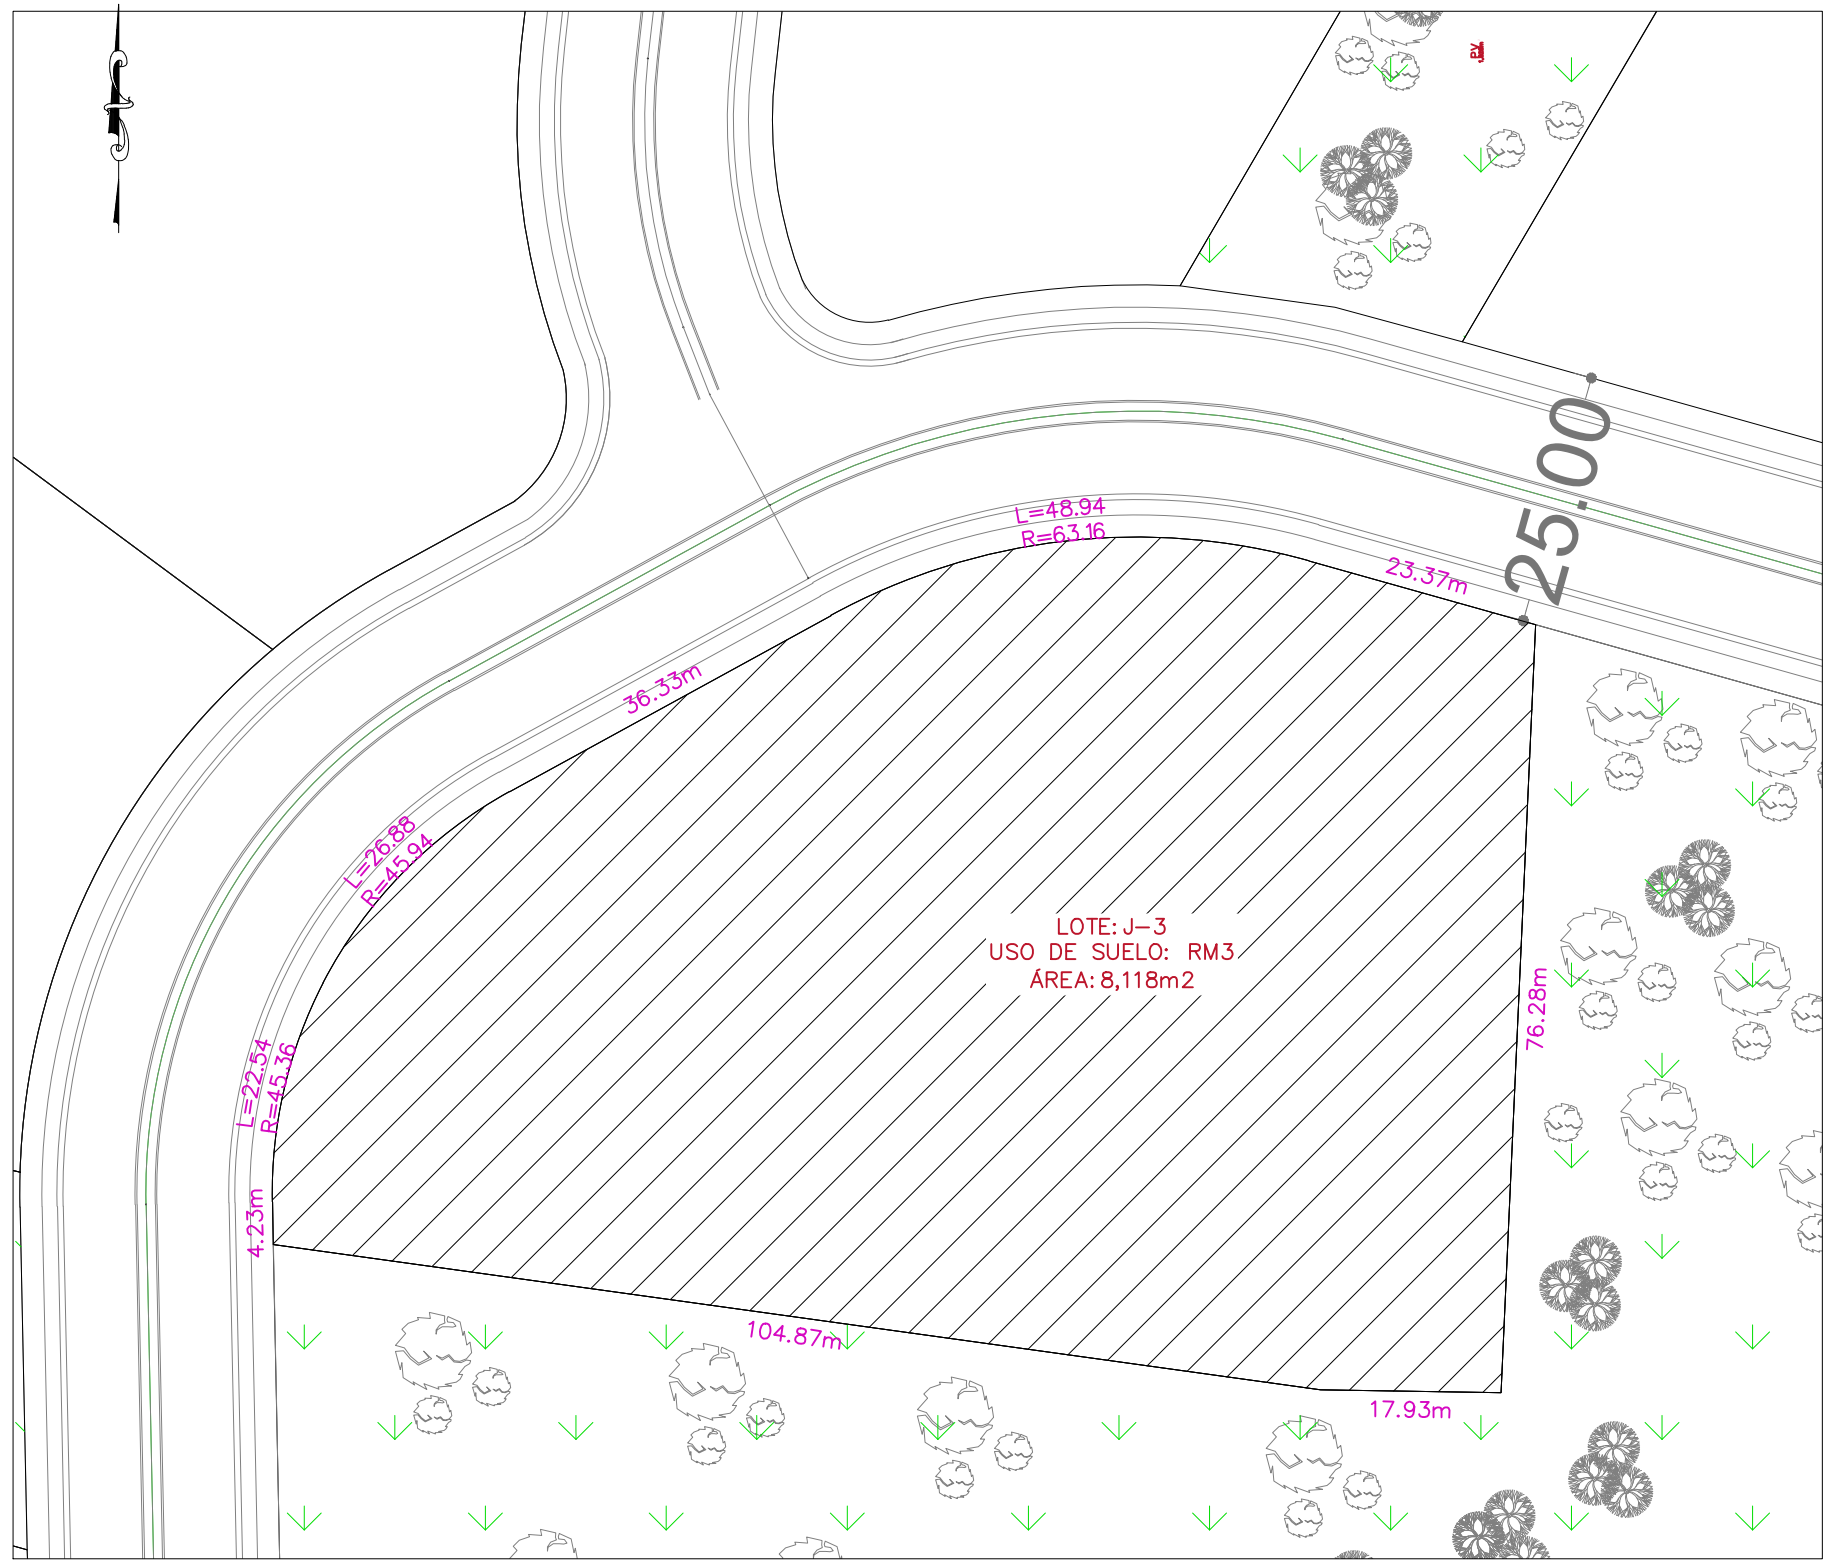 PV
25.00
L=48.94
R=63.16
23.37m
36.33m
L=26.88
R=45.94
LOTE: J-3
USO DE SUELO: RM3
ÁREA: 8,118m2
76.28m
L=22.54
R=45.36
4.23m
104.87m
17.93m